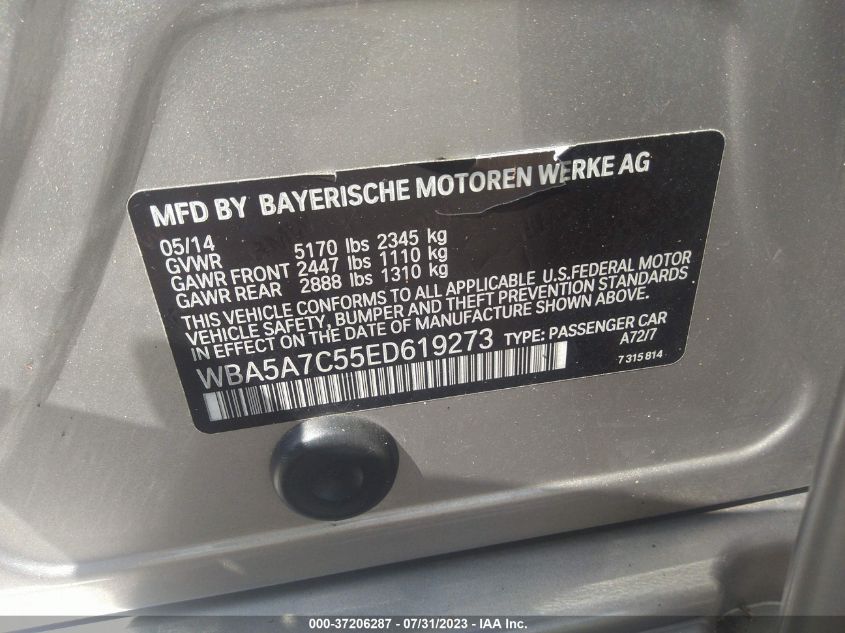 MFD BY BAYERISCHE MOTOREN WERKE AG
05/14
GVWR 5170 lbs 2345 kg
GAWR FRONT 2447 lbs 1110 kg
GAWR REAR 2888 lbs 1310 kg
THIS VEHICLE CONFORMS TO ALL APPLICABLE U.S.FEDERAL MOTOR
VEHICLE SAFETY, BUMPER AND THEFT PREVENTION STANDARDS
IN EFFECT ON THE DATE OF MANUFACTURE SHOWN ABOVE.
WBA5A7C55ED619273 TYPE: PASSENGER CAR
A72/7
7 315 814
000-37206287 - 07/31/2023 - IAA Inc.